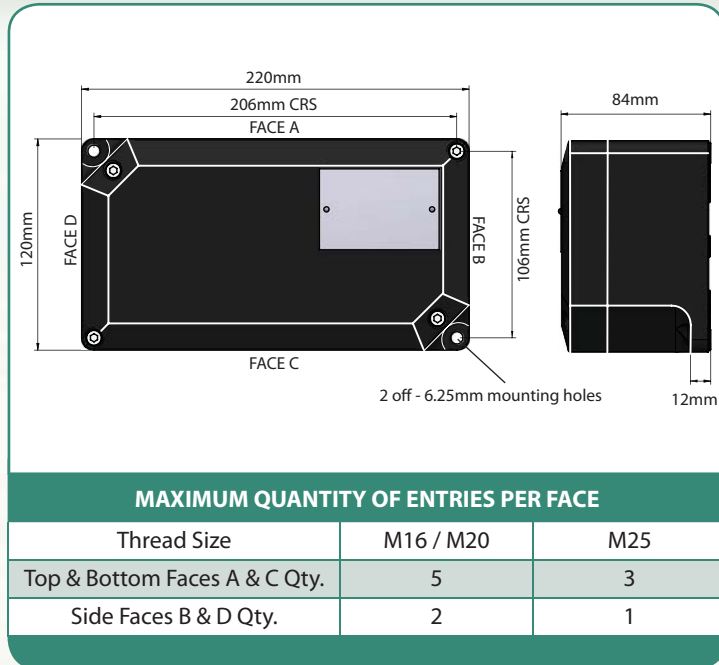 220mm
206mm CRS
FACE A
84mm
120mm
FACE D
FACE B
106mm CRS
FACE C
2 off - 6.25mm mounting holes
12mm
MAXIMUM QUANTITY OF ENTRIES PER FACE
Thread Size M16 / M20 M25
Top & Bottom Faces A & C Qty. 5 3
Side Faces B & D Qty. 2 1